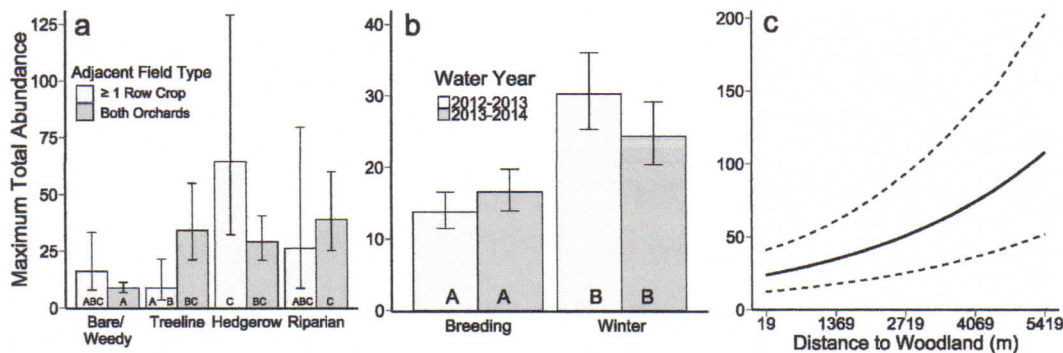 a
125
100
75
50
25
0
Maximum Total Abundance
Adjacent Field Type
≥ 1 Row Crop
Both Orchards
ABC
A
A B
BC
C
BC
ABC
C
Bare/
Weedy
Treeline
Hedgerow
Riparian
b
40
30
20
10
0
Water Year
2012-2013
2013-2014
A
A
B
B
Breeding
Winter
c
200
150
100
50
0
19
1369
2719
4069
5419
Distance to Woodland (m)